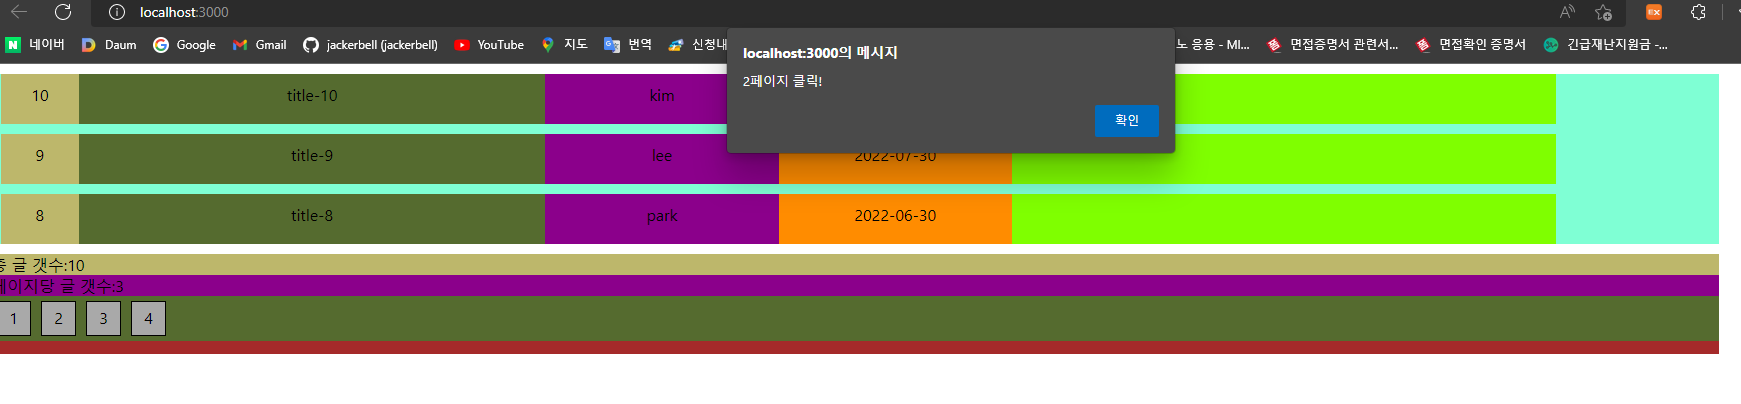 localhost:3000
네이버 Daum Google Gmail jackerbell (jackerbell) YouTube 지도 번역 신청내 노 응용 - MI... 면접증명서 관련서... 면접확인 증명서 긴급재난지원금 -...
localhost:3000의 메시지
2페이지 클릭!
확인
10 title-10 kim
9 title-9 lee 2022-07-30
8 title-8 park 2022-06-30
총 글 갯수:10
페이지당 글 갯수:3
1 2 3 4